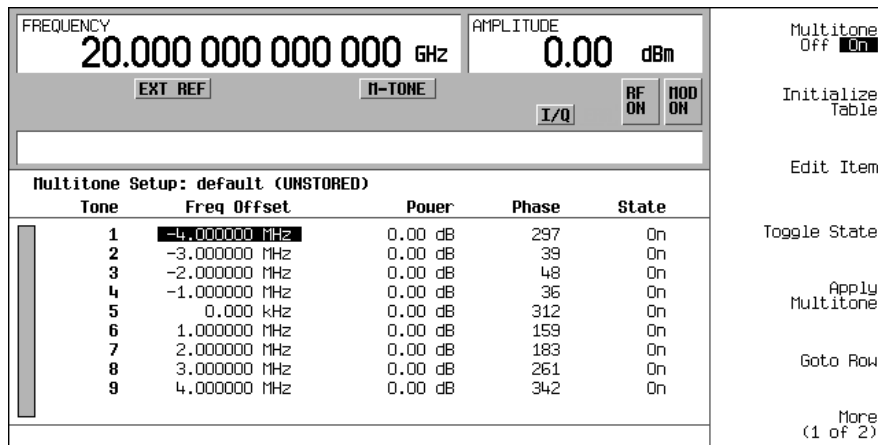 FREQUENCY
20.000 000 000 000 GHz
AMPLITUDE
0.00 dBm
EXT REF
M-TONE
I/Q
RF ON
MOD ON
Multitone Setup: default (UNSTORED)
Tone Freq Offset Power Phase State
1 -4.000000 MHz 0.00 dB 297 On
2 -3.000000 MHz 0.00 dB 39 On
3 -2.000000 MHz 0.00 dB 48 On
4 -1.000000 MHz 0.00 dB 36 On
5 0.000 kHz 0.00 dB 312 On
6 1.000000 MHz 0.00 dB 159 On
7 2.000000 MHz 0.00 dB 183 On
8 3.000000 MHz 0.00 dB 261 On
9 4.000000 MHz 0.00 dB 342 On
Multitone
Off On
Initialize
Table
Edit Item
Toggle State
Apply
Multitone
Goto Row
More
(1 of 2)